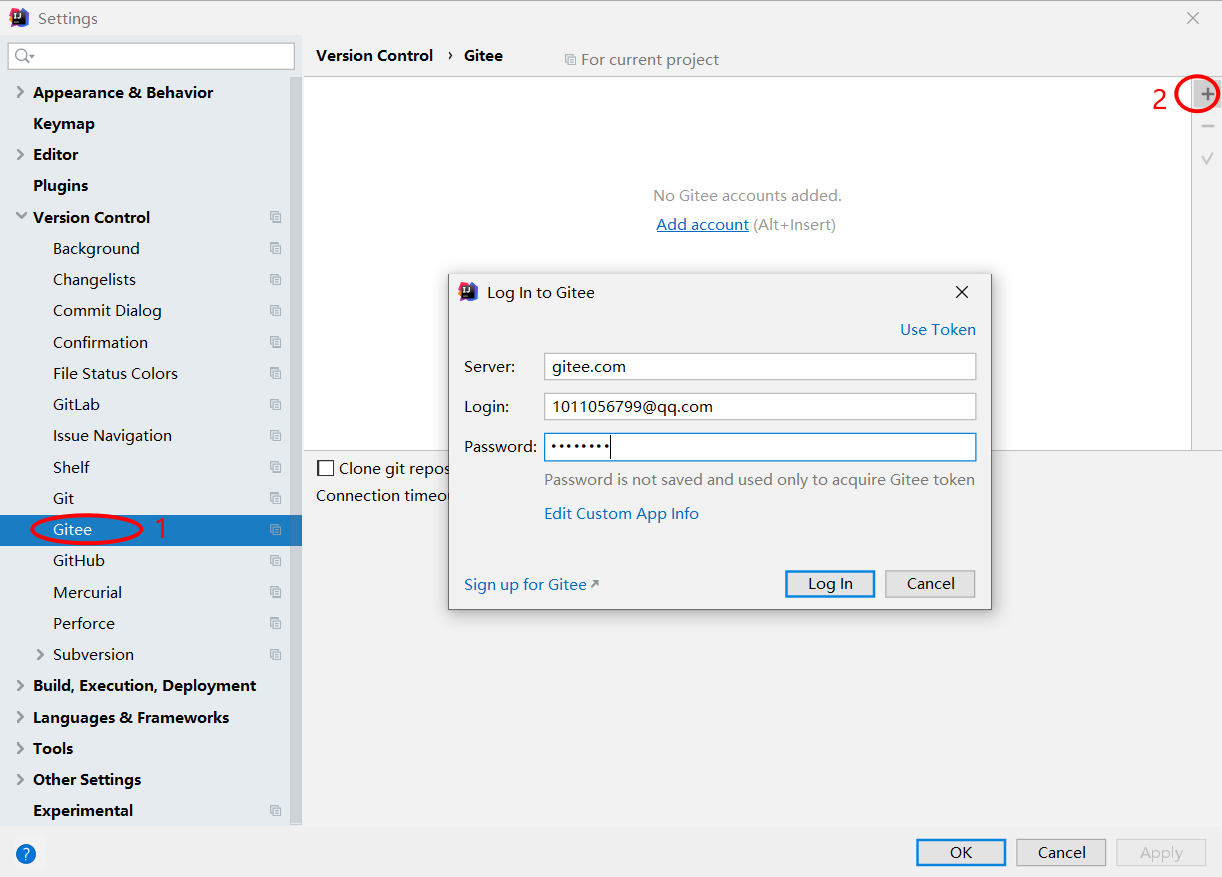 Settings
Version Control › Gitee For current project
Appearance & Behavior
Keymap
Editor
Plugins
Version Control
Background
Changelists
Commit Dialog
Confirmation
File Status Colors
GitLab
Issue Navigation
Shelf
Git
Gitee 1
GitHub
Mercurial
Perforce
Subversion
Build, Execution, Deployment
Languages & Frameworks
Tools
Other Settings
Experimental
2
No Gitee accounts added.
Add account (Alt+Insert)
Clone git repos
Connection timeou
Log In to Gitee
Use Token
Server: gitee.com
Login: 1011056799@qq.com
Password: ••••••••
Password is not saved and used only to acquire Gitee token
Edit Custom App Info
Sign up for Gitee
Log In Cancel
? OK Cancel Apply